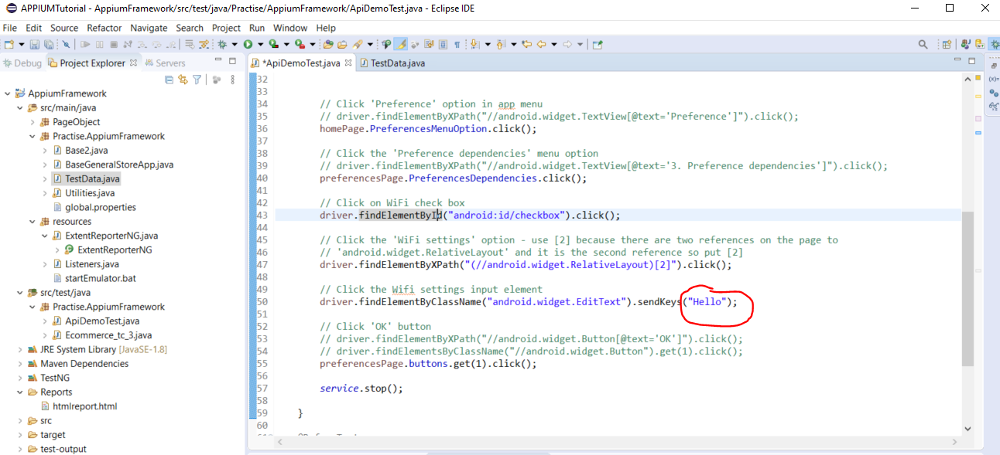 APPIUMTutorial - AppiumFramework/src/test/java/Practise/AppiumFramework/ApiDemoTest.java - Eclipse IDE
File Edit Source Refactor Navigate Search Project Run Window Help
Debug Project Explorer Servers
*ApiDemoTest.java TestData.java
AppiumFramework
src/main/java
PageObject
Practise.AppiumFramework
Base2.java
BaseGeneralStoreApp.java
TestData.java
Utilities.java
global.properties
resources
ExtentReporterNG.java
ExtentReporterNG
Listeners.java
startEmulator.bat
src/test/java
Practise.AppiumFramework
ApiDemoTest.java
Ecommerce_tc_3.java
JRE System Library [JavaSE-1.8]
Maven Dependencies
TestNG
Reports
htmlreport.html
src
target
test-output
32
33
34 // Click 'Preference' option in app menu
35 // driver.findElementByXPath("//android.widget.TextView[@text='Preference']").click();
36 homePage.PreferencesMenuOption.click();
37
38 // Click the 'Preference dependencies' menu option
39 // driver.findElementByXPath("//android.widget.TextView[@text='3. Preference dependencies']").click();
40 preferencesPage.PreferencesDependencies.click();
41
42 // Click on WiFi check box
43 driver.findElementById("android:id/checkbox").click();
44
45 // Click the 'WiFi settings' option - use [2] because there are two references on the page to
46 // 'android.widget.RelativeLayout' and it is the second reference so put [2]
47 driver.findElementByXPath("(//android.widget.RelativeLayout)[2]").click();
48
49 // Click the Wifi settings input element
50 driver.findElementByClassName("android.widget.EditText").sendKeys("Hello");
51
52 // Click 'OK' button
53 // driver.findElementByXPath("//android.widget.Button[@text='OK']").click();
54 // driver.findElementsByClassName("//android.widget.Button").get(1).click();
55 preferencesPage.buttons.get(1).click();
56
57 service.stop();
58
59 }
60